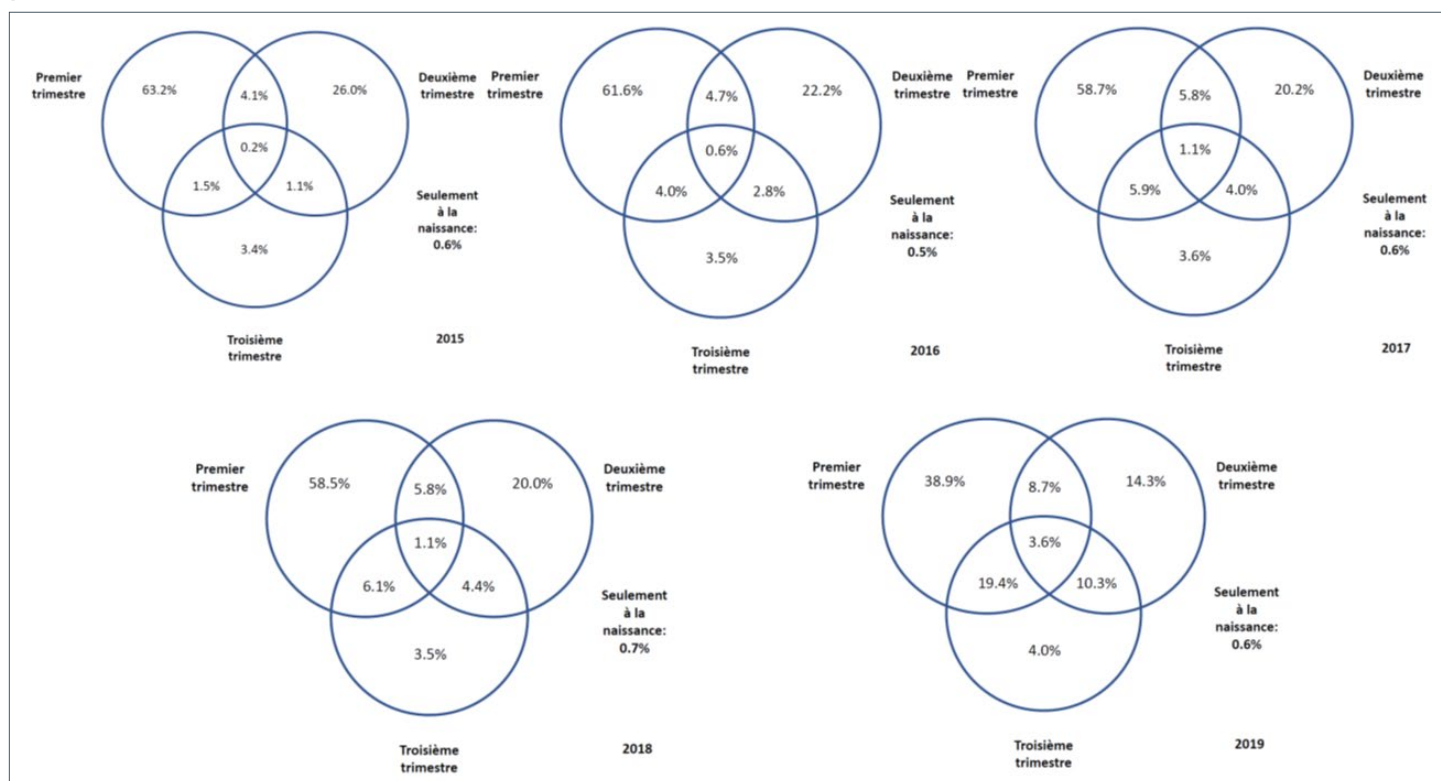 Premier
trimestre
63.2%
4.1%
26.0%
Deuxième
trimestre
0.2%
1.5%
1.1%
3.4%
Seulement
à la
naissance:
0.6%
Troisième
trimestre
2015
Premier
trimestre
61.6%
4.7%
22.2%
Deuxième
trimestre
0.6%
4.0%
2.8%
3.5%
Seulement
à la
naissance:
0.5%
Troisième
trimestre
2016
Premier
trimestre
58.7%
5.8%
20.2%
Deuxième
trimestre
1.1%
5.9%
4.0%
3.6%
Seulement
à la
naissance:
0.6%
Troisième
trimestre
2017
Premier
trimestre
58.5%
5.8%
20.0%
Deuxième
trimestre
1.1%
6.1%
4.4%
3.5%
Seulement
à la
naissance:
0.7%
Troisième
trimestre
2018
Premier
trimestre
38.9%
8.7%
14.3%
Deuxième
trimestre
3.6%
19.4%
10.3%
4.0%
Seulement
à la
naissance:
0.6%
Troisième
trimestre
2019